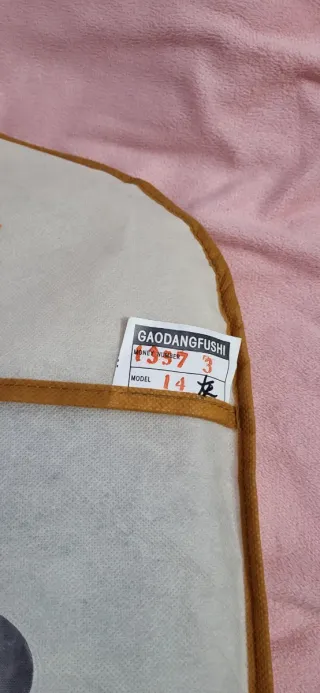 GAODANGFUSHI
MONEY NUMBER 1357 3
MODEL 14 灰